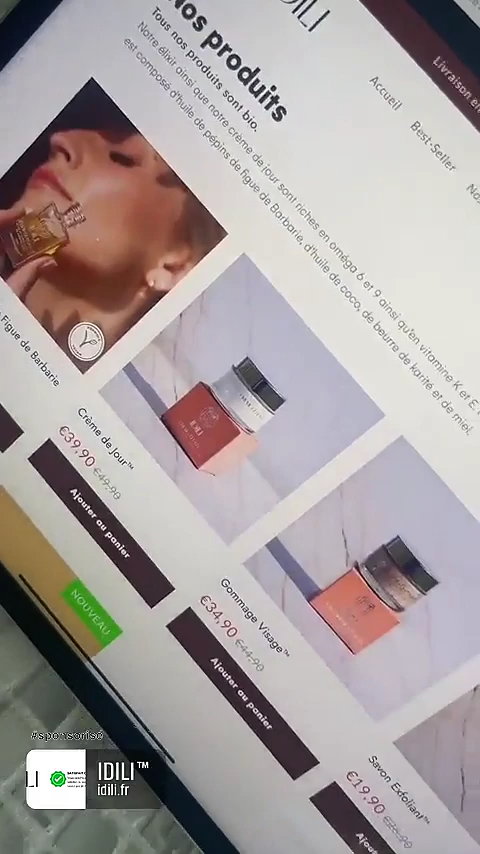 IDILI
Livraison en
Accueil
Best-Seller
Nos produits
Tous nos produits sont bio.
Notre élixir ainsi que notre crème de jour sont riches en oméga 6 et 9 ainsi qu'en vitamine K et E.
est composé d'huile de pépins de figue de Barbarie, d'huile de coco, de beurre de karité et de miel.
Figue de Barbarie
Crème de Jour™
€39,90 €49,90
Ajouter au panier
Gommage Visage™
€34,90 €44,90
Ajouter au panier
Savon Exfoliant™
€19,90
IDILI
NOUVEAU
#sponsorisé
IDILI™
idili.fr